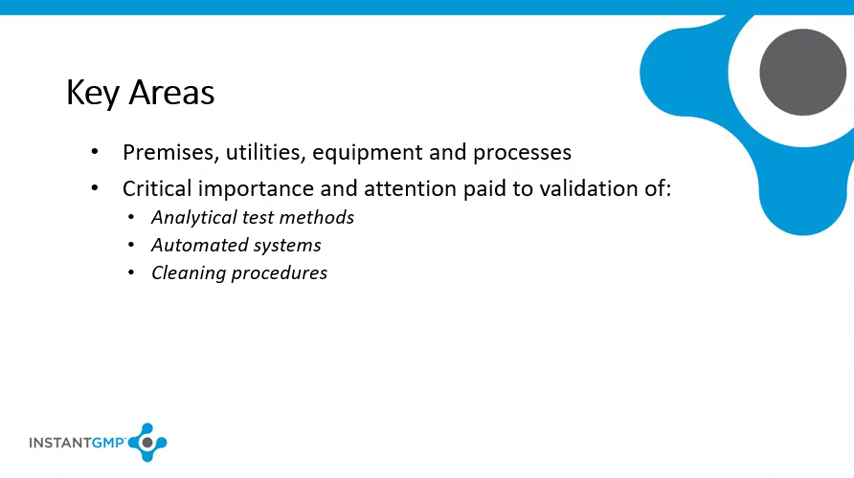 Key Areas
• Premises, utilities, equipment and processes
• Critical importance and attention paid to validation of:
• Analytical test methods
• Automated systems
• Cleaning procedures
INSTANTGMP™